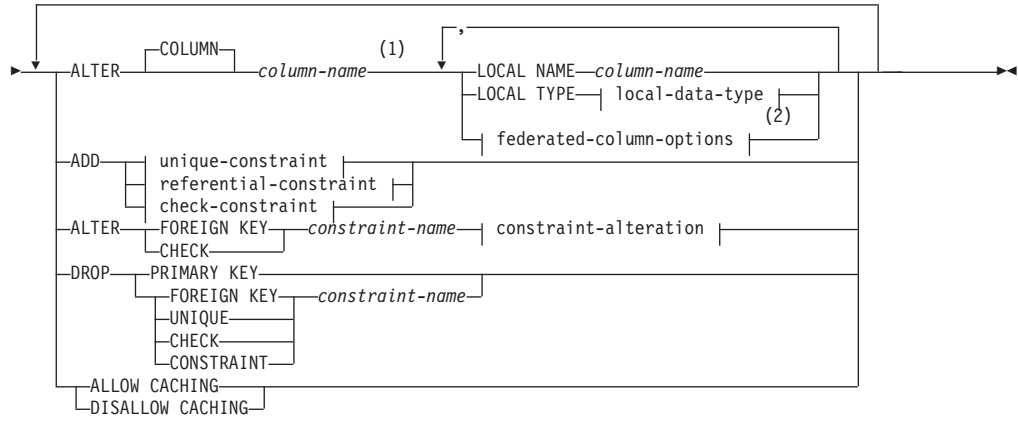 ,
COLUMN (1)
ALTER column-name LOCAL NAME column-name
LOCAL TYPE local-data-type
(2)
federated-column-options
ADD unique-constraint
referential-constraint
check-constraint
ALTER FOREIGN KEY constraint-name constraint-alteration
CHECK
DROP PRIMARY KEY
FOREIGN KEY constraint-name
UNIQUE
CHECK
CONSTRAINT
ALLOW CACHING
DISALLOW CACHING